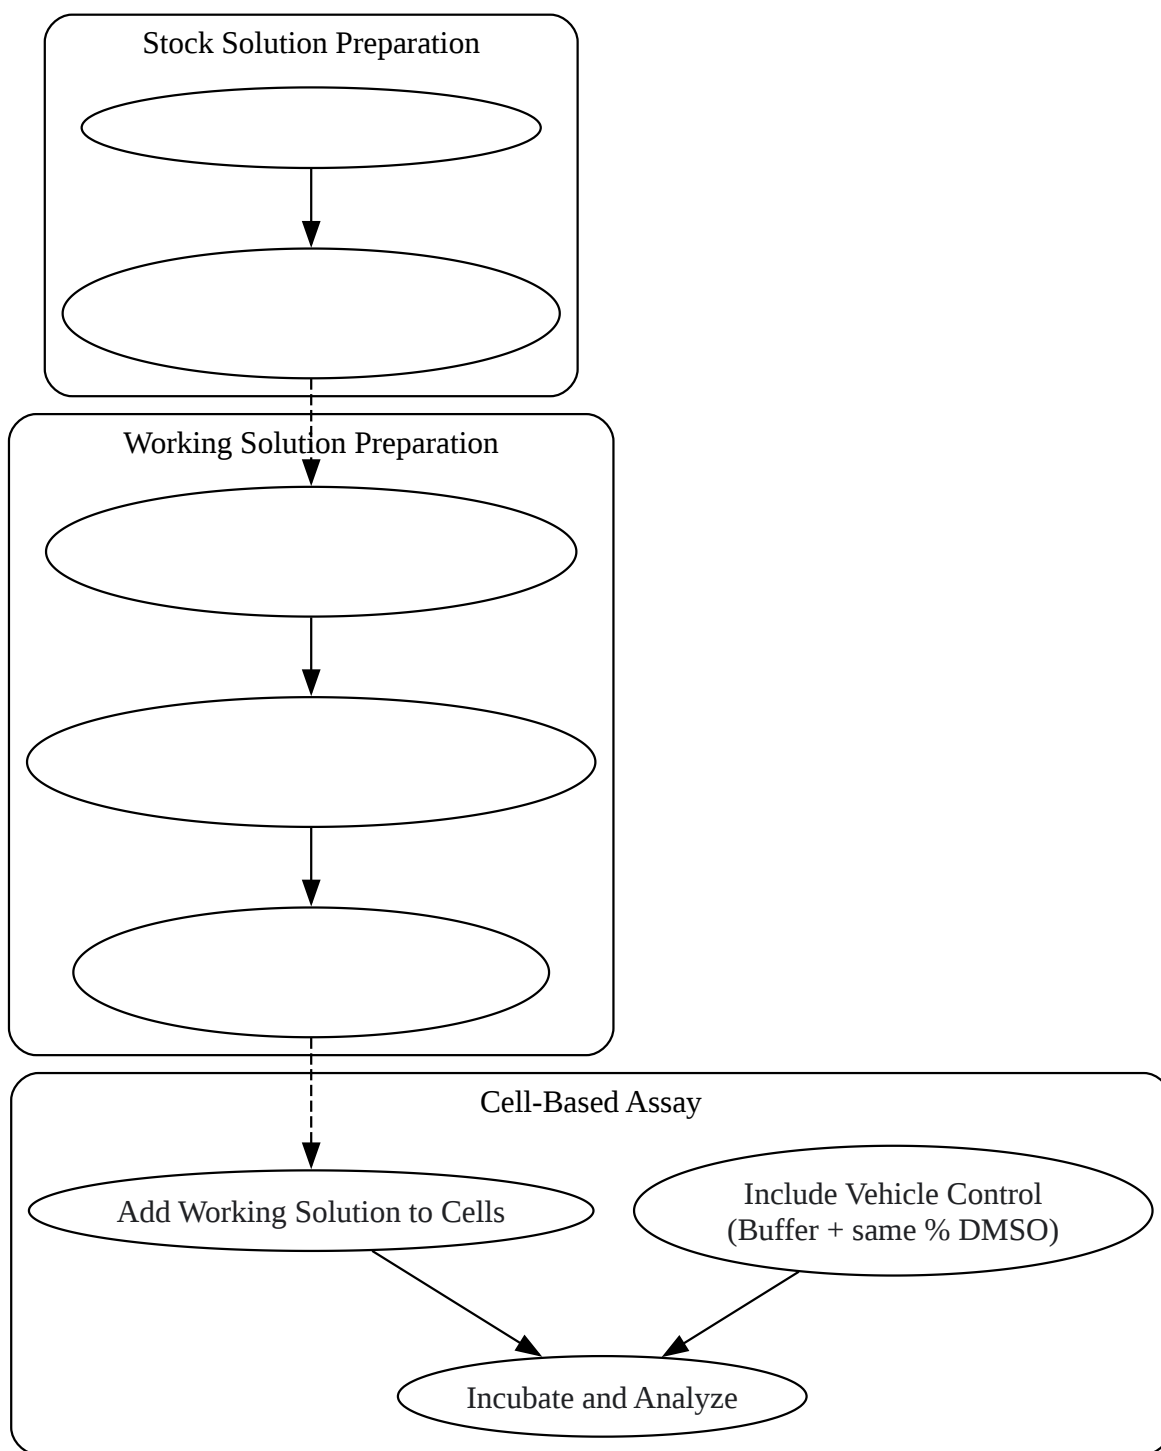 Stock Solution Preparation
Working Solution Preparation
Cell-Based Assay
Add Working Solution to Cells
Include Vehicle Control
(Buffer + same % DMSO)
Incubate and Analyze